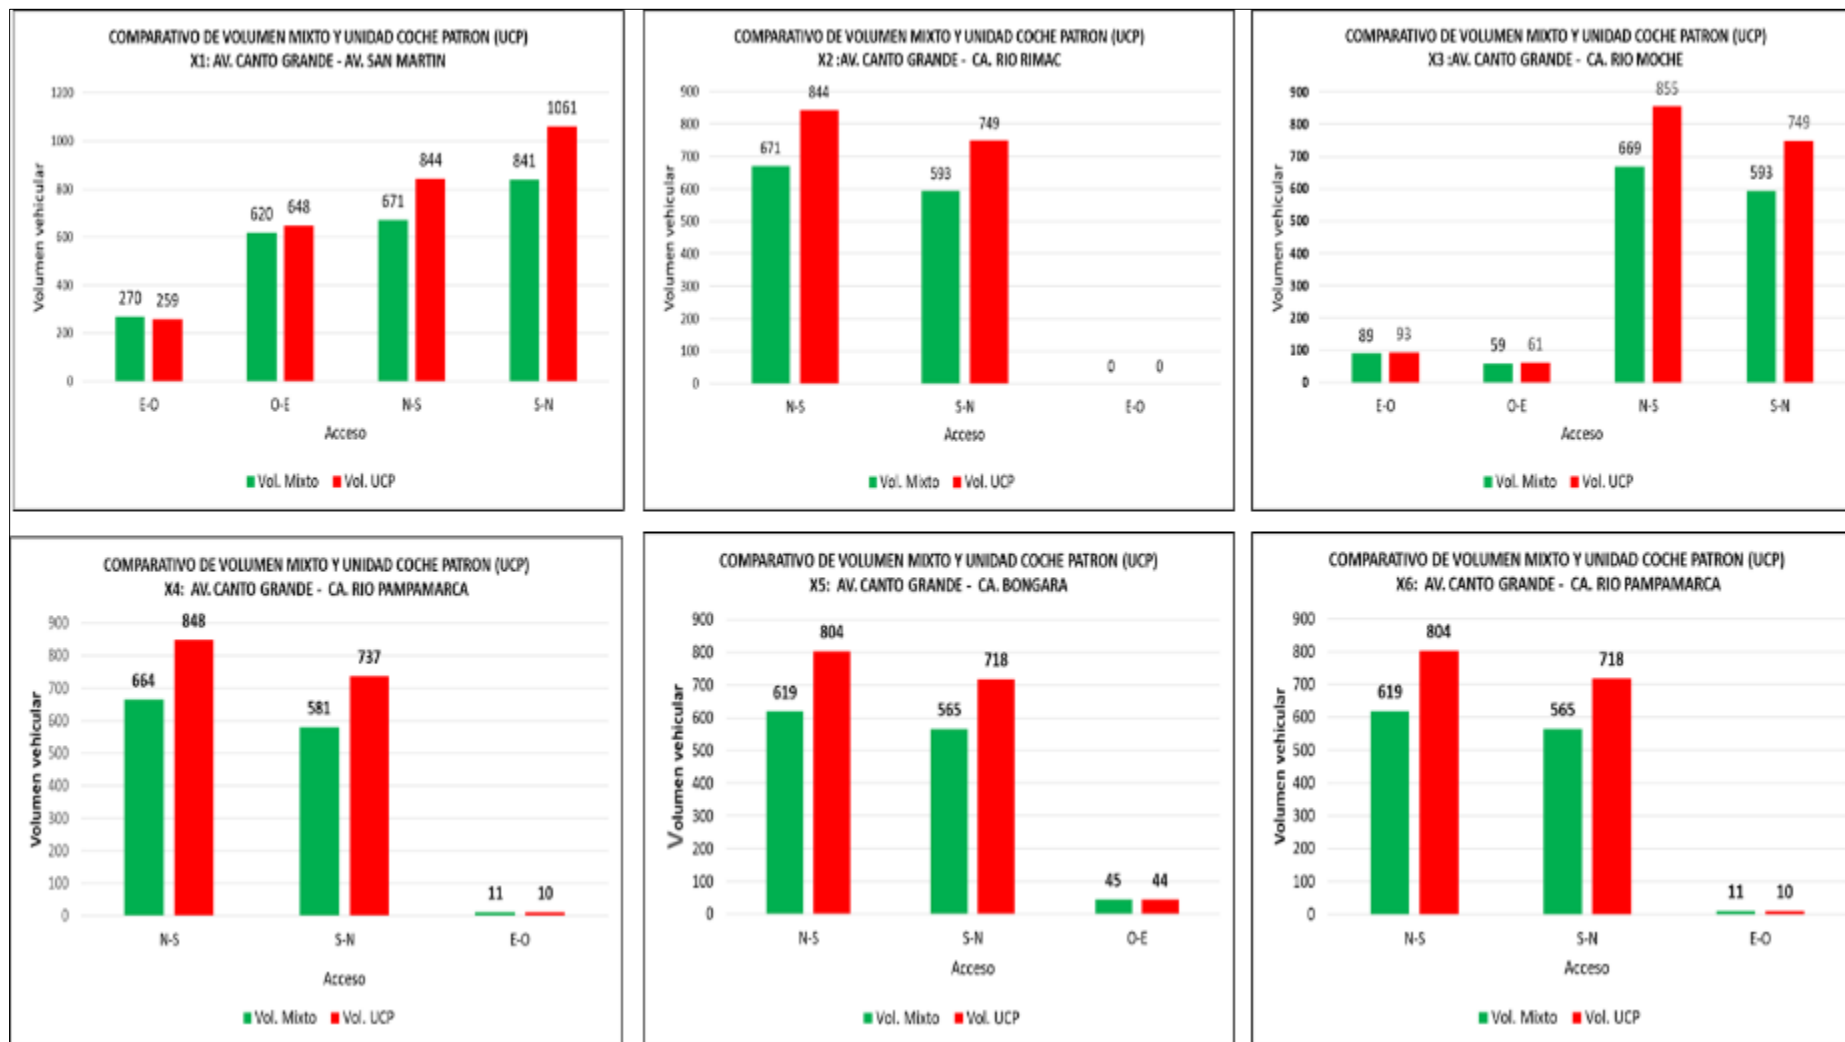 COMPARATIVO DE VOLUMEN MIXTO Y UNIDAD COCHE PATRON (UCP)
X1: AV. CANTO GRANDE - AV. SAN MARTIN
Volumen vehicular
1200
1000
800
600
400
200
0
270
259
620
648
671
844
841
1061
E-O
O-E
N-S
S-N
Acceso
Vol. Mixto
Vol. UCP
COMPARATIVO DE VOLUMEN MIXTO Y UNIDAD COCHE PATRON (UCP)
X2 :AV. CANTO GRANDE - CA. RIO RIMAC
Volumen vehicular
900
800
700
600
500
400
300
200
100
0
671
844
593
749
0
0
N-S
S-N
E-O
Acceso
Vol. Mixto
Vol. UCP
COMPARATIVO DE VOLUMEN MIXTO Y UNIDAD COCHE PATRON (UCP)
X3 :AV. CANTO GRANDE - CA. RIO MOCHE
Volumen vehicular
900
800
700
600
500
400
300
200
100
0
89
93
59
61
669
855
593
749
E-O
O-E
N-S
S-N
Acceso
Vol. Mixto
Vol. UCP
COMPARATIVO DE VOLUMEN MIXTO Y UNIDAD COCHE PATRON (UCP)
X4: AV. CANTO GRANDE - CA. RIO PAMPAMARCA
Volumen vehicular
900
800
700
600
500
400
300
200
100
0
664
848
581
737
11
10
N-S
S-N
E-O
Acceso
Vol. Mixto
Vol. UCP
COMPARATIVO DE VOLUMEN MIXTO Y UNIDAD COCHE PATRON (UCP)
X5: AV. CANTO GRANDE - CA. BONGARA
Volumen vehicular
900
800
700
600
500
400
300
200
100
0
619
804
565
718
45
44
N-S
S-N
O-E
Acceso
Vol. Mixto
Vol. UCP
COMPARATIVO DE VOLUMEN MIXTO Y UNIDAD COCHE PATRON (UCP)
X6: AV. CANTO GRANDE - CA. RIO PAMPAMARCA
Volumen vehicular
900
800
700
600
500
400
300
200
100
0
619
804
565
718
11
10
N-S
S-N
E-O
Acceso
Vol. Mixto
Vol. UCP